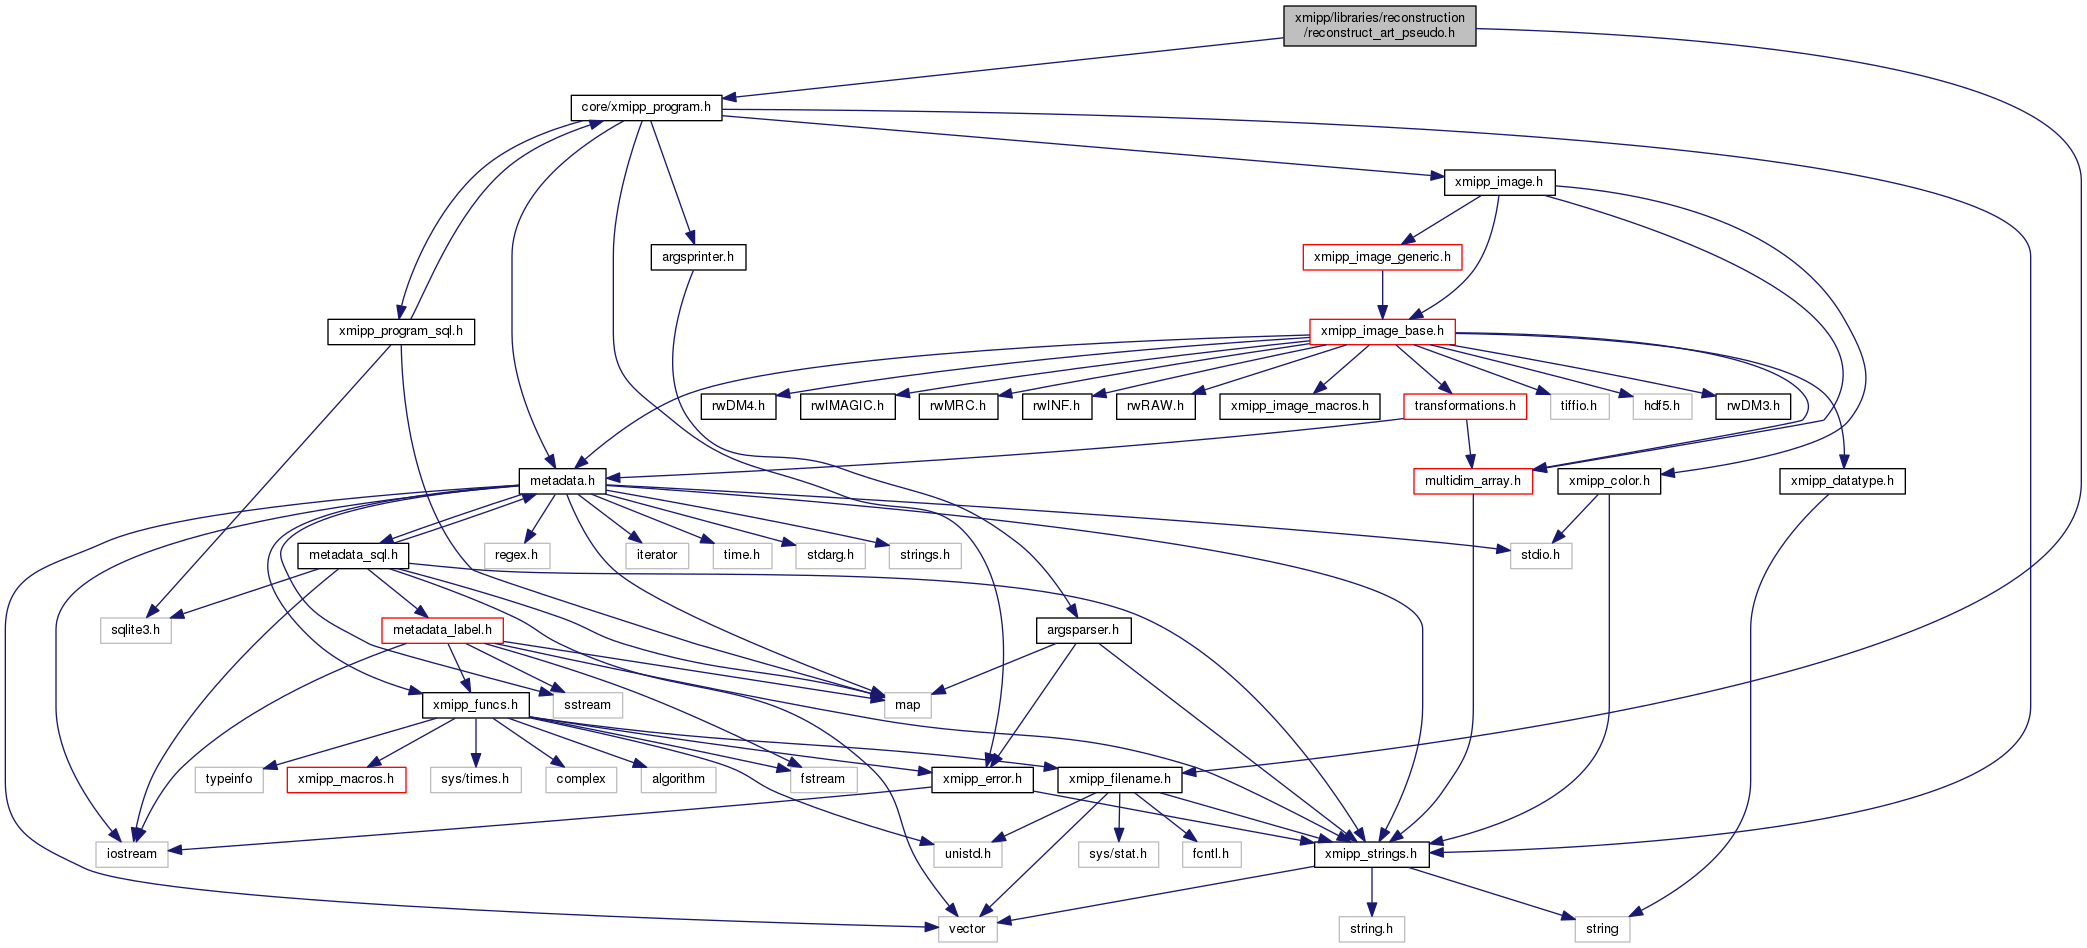 xmipp/libraries/reconstruction
/reconstruct_art_pseudo.h
core/xmipp_program.h
xmipp_image.h
argsprinter.h
xmipp_image_generic.h
xmipp_program_sql.h
xmipp_image_base.h
rwDM4.h
rwIMAGIC.h
rwMRC.h
rwINF.h
rwRAW.h
xmipp_image_macros.h
transformations.h
tiffio.h
hdf5.h
rwDM3.h
metadata.h
multidim_array.h
xmipp_color.h
xmipp_datatype.h
metadata_sql.h
regex.h
iterator
time.h
stdarg.h
strings.h
stdio.h
sqlite3.h
metadata_label.h
argsparser.h
xmipp_funcs.h
sstream
map
typeinfo
xmipp_macros.h
sys/times.h
complex
algorithm
fstream
xmipp_error.h
xmipp_filename.h
iostream
unistd.h
sys/stat.h
fcntl.h
xmipp_strings.h
vector
string.h
string